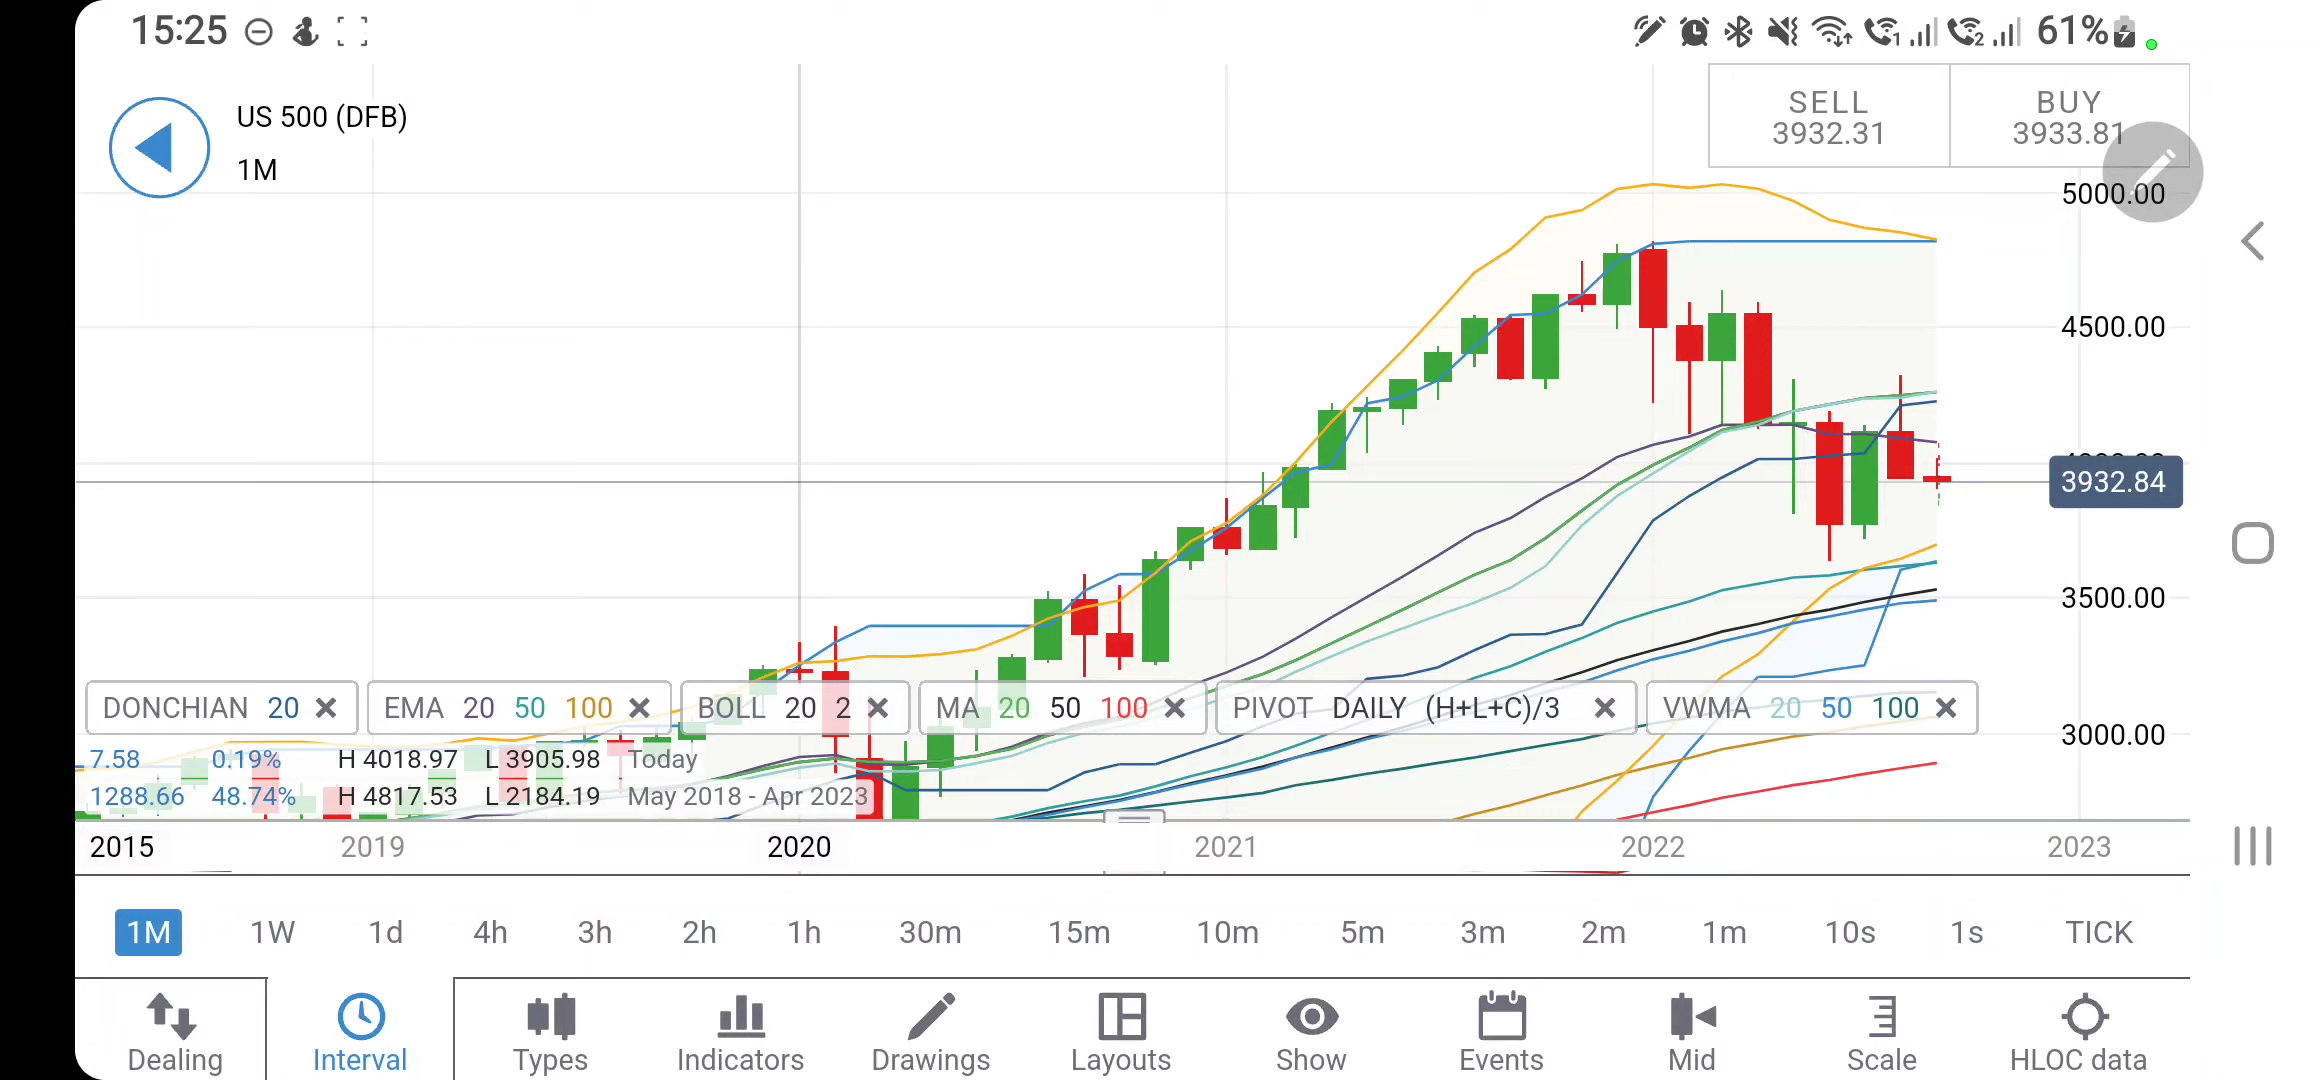 15:25 61%
US 500 (DFB)
1M
SELL BUY
3932.31 3933.81
5000.00
4500.00
3932.84
3500.00
3000.00
DONCHIAN 20 EMA 20 50 100 BOLL 20 2 MA 20 50 100 PIVOT DAILY (H+L+C)/3 VWMA 20 50 100
7.58 0.19% H 4018.97 L 3905.98 Today
1288.66 48.74% H 4817.53 L 2184.19 May 2018 - Apr 2023
2015 2019 2020 2021 2022 2023
1M 1W 1d 4h 3h 2h 1h 30m 15m 10m 5m 3m 2m 1m 10s 1s TICK
Dealing Interval Types Indicators Drawings Layouts Show Events Mid Scale HLOC data